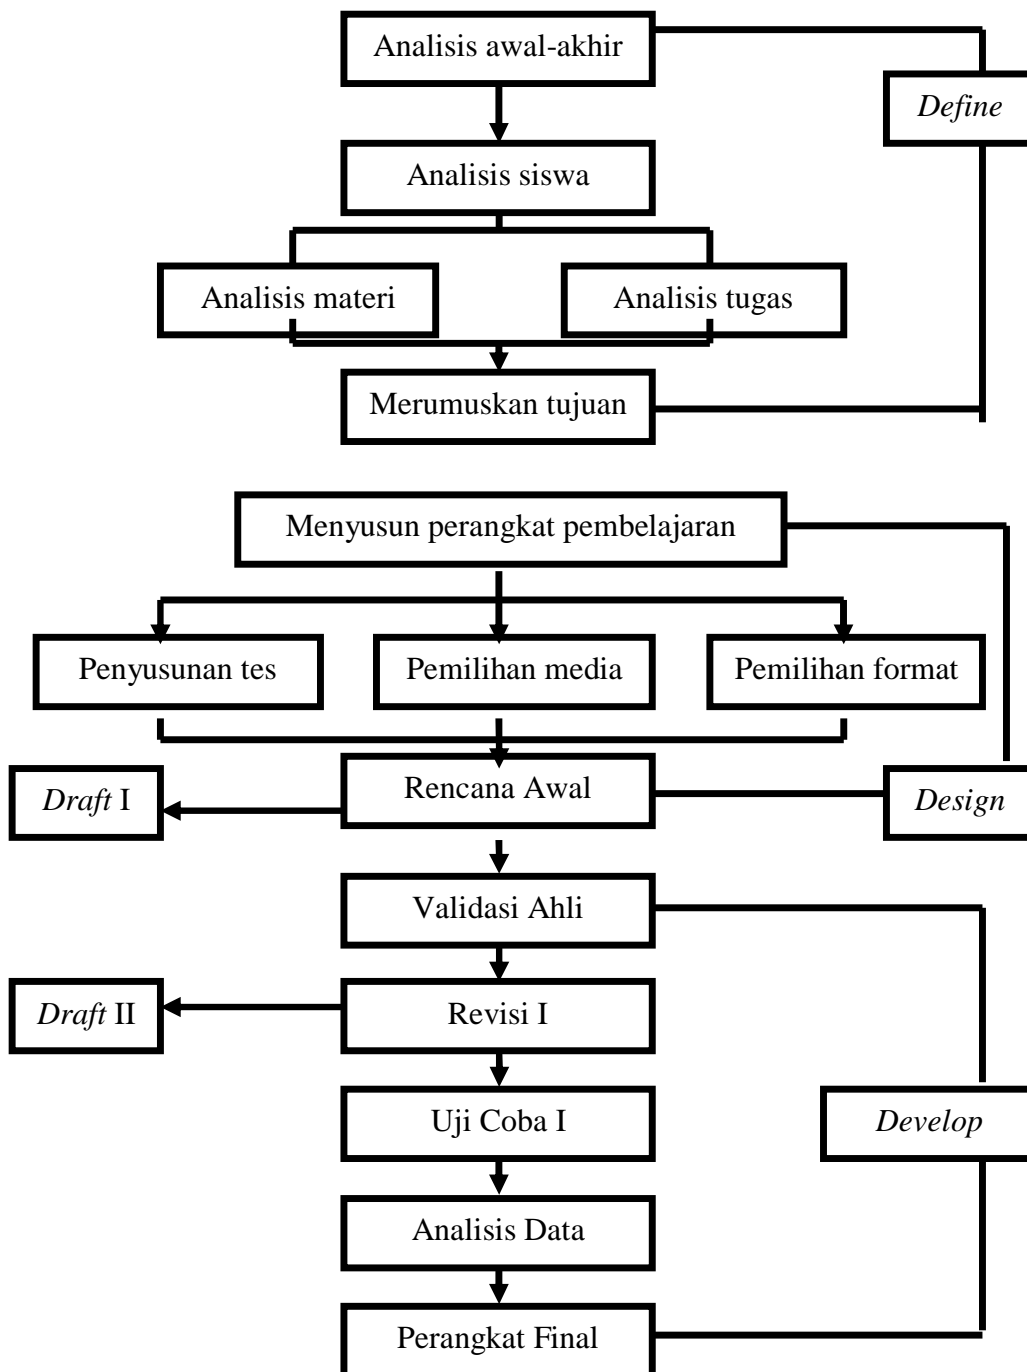 Analisis awal-akhir
Define
Analisis siswa
Analisis materi
Analisis tugas
Merumuskan tujuan
Menyusun perangkat pembelajaran
Penyusunan tes
Pemilihan media
Pemilihan format
Rencana Awal
Draft I
Design
Validasi Ahli
Draft II
Revisi I
Uji Coba I
Develop
Analisis Data
Perangkat Final